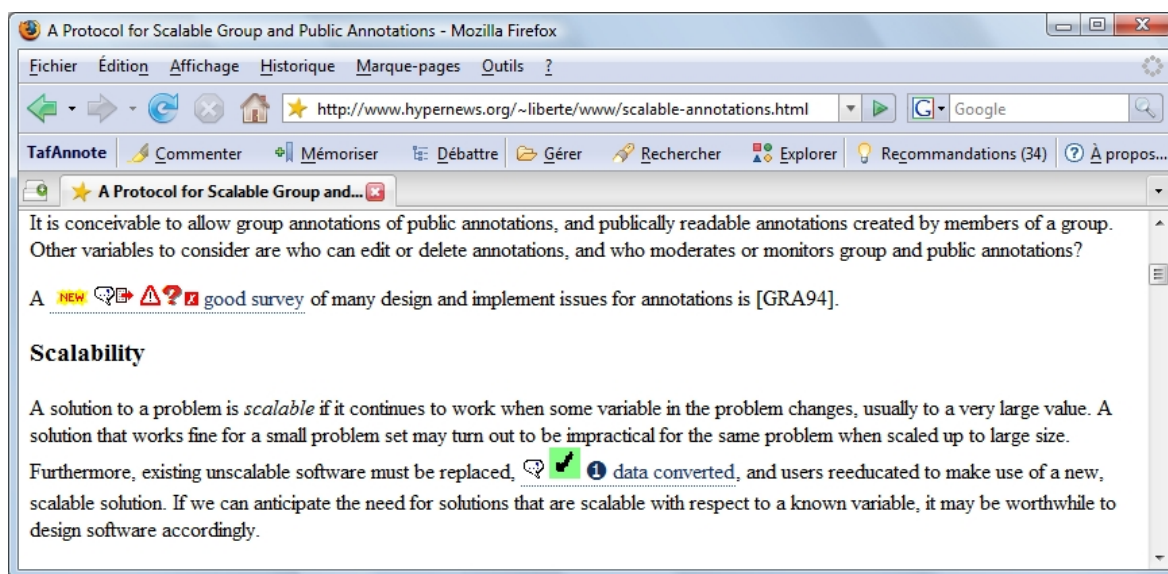 A Protocol for Scalable Group and Public Annotations - Mozilla Firefox
Fichier Édition Affichage Historique Marque-pages Outils ?
http://www.hypernews.org/~liberte/www/scalable-annotations.html G Google
TafAnnote Commenter Mémoriser Débattre Gérer Rechercher Explorer Recommandations (34) ? À propos...
A Protocol for Scalable Group and...
It is conceivable to allow group annotations of public annotations, and publically readable annotations created by members of a group.
Other variables to consider are who can edit or delete annotations, and who moderates or monitors group and public annotations?
A NEW ? good survey of many design and implement issues for annotations is [GRA94].
Scalability
A solution to a problem is scalable if it continues to work when some variable in the problem changes, usually to a very large value. A
solution that works fine for a small problem set may turn out to be impractical for the same problem when scaled up to large size.
Furthermore, existing unscalable software must be replaced, 1 data converted, and users reeducated to make use of a new,
scalable solution. If we can anticipate the need for solutions that are scalable with respect to a known variable, it may be worthwhile to
design software accordingly.